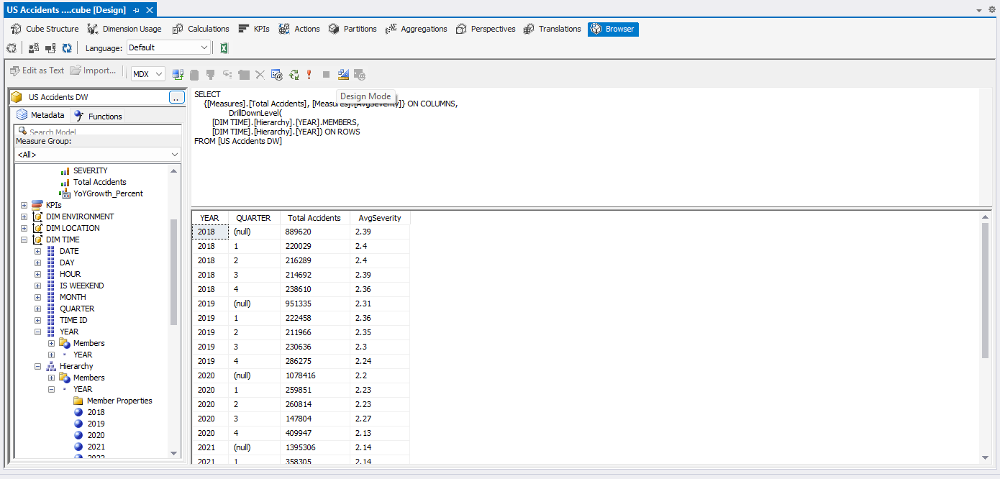 US Accidents ....cube [Design]
Cube Structure Dimension Usage Calculations KPIs Actions Partitions Aggregations Perspectives Translations Browser
Language: Default
Edit as Text Import... MDX
Design Mode
US Accidents DW ..
Metadata Functions
Search Model
Measure Group:
<All>
SEVERITY
Total Accidents
YoYGrowth_Percent
KPIs
DIM ENVIRONMENT
DIM LOCATION
DIM TIME
DATE
DAY
HOUR
IS WEEKEND
MONTH
QUARTER
TIME ID
YEAR
Members
YEAR
Hierarchy
Members
YEAR
Member Properties
2018
2019
2020
2021
2022
SELECT
{[Measures].[Total Accidents], [Measures].[AvgSeverity]} ON COLUMNS,
DrillDownLevel(
[DIM TIME].[Hierarchy].[YEAR].MEMBERS,
[DIM TIME].[Hierarchy].[YEAR]) ON ROWS
FROM [US Accidents DW]
YEAR QUARTER Total Accidents AvgSeverity
2018 (null) 889620 2.39
2018 1 220029 2.4
2018 2 216289 2.4
2018 3 214692 2.39
2018 4 238610 2.36
2019 (null) 951335 2.31
2019 1 222458 2.36
2019 2 211966 2.35
2019 3 230636 2.3
2019 4 286275 2.24
2020 (null) 1078416 2.2
2020 1 259851 2.23
2020 2 260814 2.23
2020 3 147804 2.27
2020 4 409947 2.13
2021 (null) 1395306 2.14
2021 1 358305 2.14